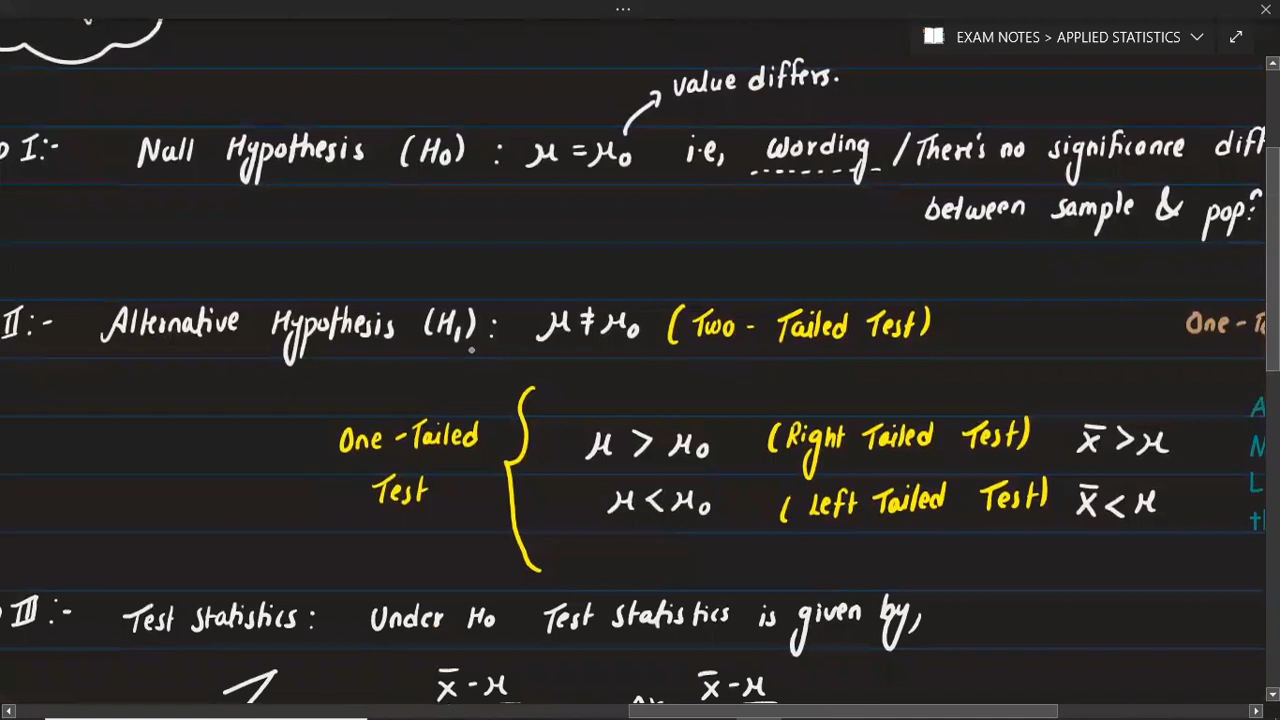 EXAM NOTES > APPLIED STATISTICS
value differs.
I:- Null Hypothesis (H₀) : μ = μ₀ i.e, Wording / There's no significance diff
between sample & pop?
II:- Alternative Hypothesis (H₁) : μ ≠ μ₀ (Two - Tailed Test)
One - T
One - Tailed Test
μ > μ₀ (Right Tailed Test) x̄ > μ
μ < μ₀ (Left Tailed Test) x̄ < μ
III:- Test Statistics : Under H₀ Test Statistics is given by,
x̄ - μ x̄ - μ